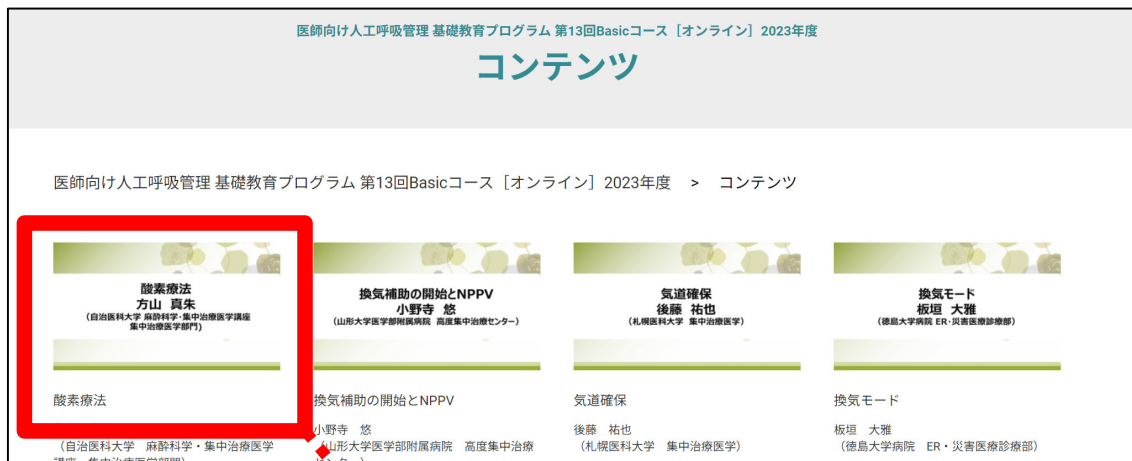 医師向け人工呼吸管理 基礎教育プログラム 第13回Basicコース［オンライン］2023年度
コンテンツ
医師向け人工呼吸管理 基礎教育プログラム 第13回Basicコース［オンライン］2023年度 > コンテンツ
酸素療法
方山 真朱
(自治医科大学 麻酔科学・集中治療医学講座
集中治療医学部門)
換気補助の開始とNPPV
小野寺 悠
(山形大学医学部附属病院 高度集中治療センター)
気道確保
後藤 祐也
(札幌医科大学 集中治療医学)
換気モード
板垣 大雅
(徳島大学病院 ER・災害医療診療部)
酸素療法
（自治医科大学 麻酔科学・集中治療医学
講座 集中治療医学部門）
換気補助の開始とNPPV
小野寺 悠
（山形大学医学部附属病院 高度集中治療
センター）
気道確保
後藤 祐也
（札幌医科大学 集中治療医学）
換気モード
板垣 大雅
（徳島大学病院 ER・災害医療診療部）